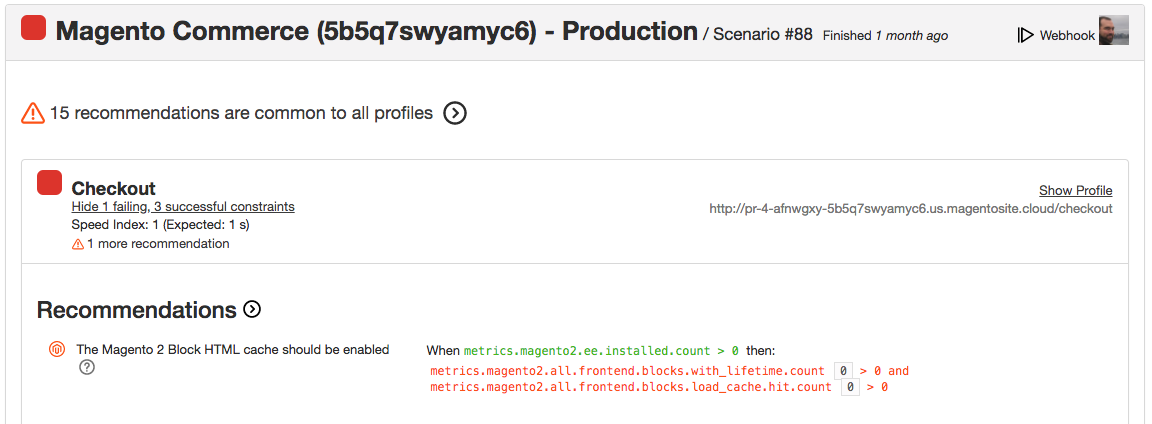 Magento Commerce (5b5q7swyamyc6) - Production / Scenario #88 Finished 1 month ago Webhook
15 recommendations are common to all profiles
Checkout
Show Profile
Hide 1 failing, 3 successful constraints
http://pr-4-afnwgxy-5b5q7swyamyc6.us.magentosite.cloud/checkout
Speed Index: 1 (Expected: 1 s)
1 more recommendation
Recommendations
The Magento 2 Block HTML cache should be enabled
?
When metrics.magento2.ee.installed.count > 0 then:
metrics.magento2.all.frontend.blocks.with_lifetime.count 0 > 0 and
metrics.magento2.all.frontend.blocks.load_cache.hit.count 0 > 0